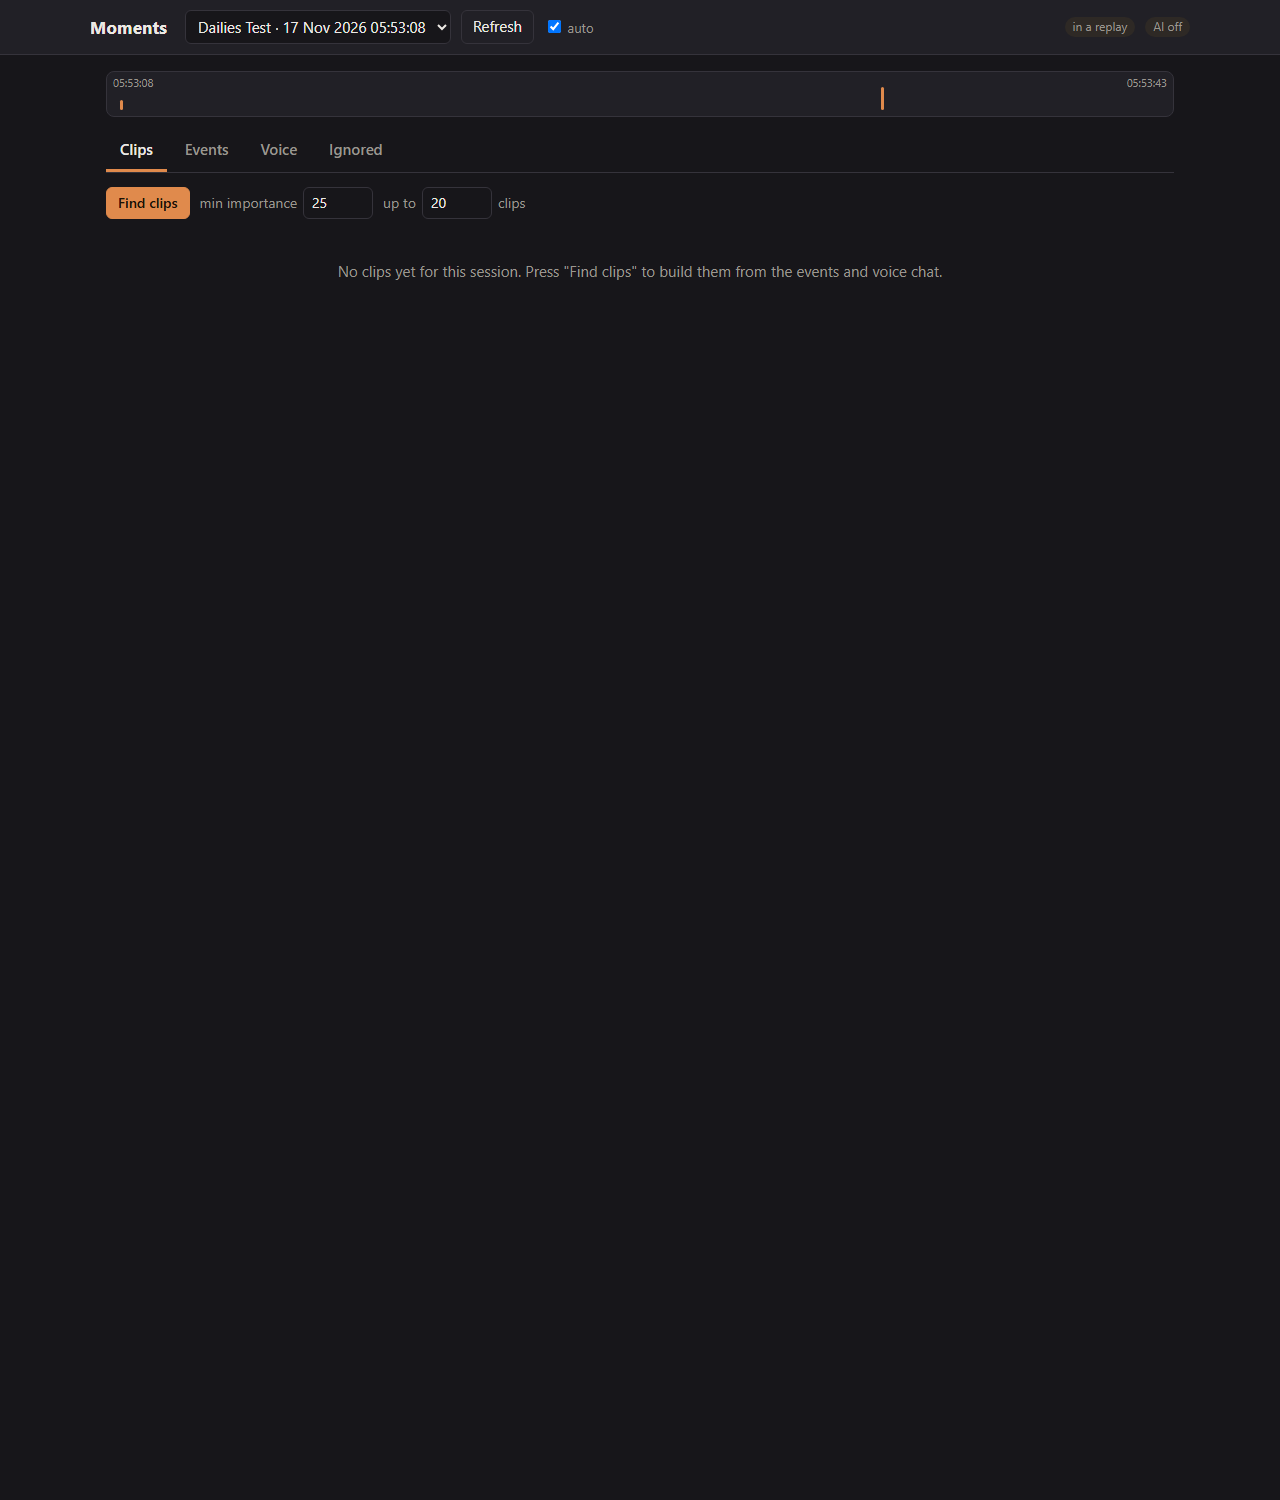 Moments Dailies Test · 17 Nov 2026 05:53:08 Refresh auto in a replay AI off
05:53:08 05:53:43
Clips Events Voice Ignored
Find clips min importance 25 up to 20 clips
No clips yet for this session. Press "Find clips" to build them from the events and voice chat.